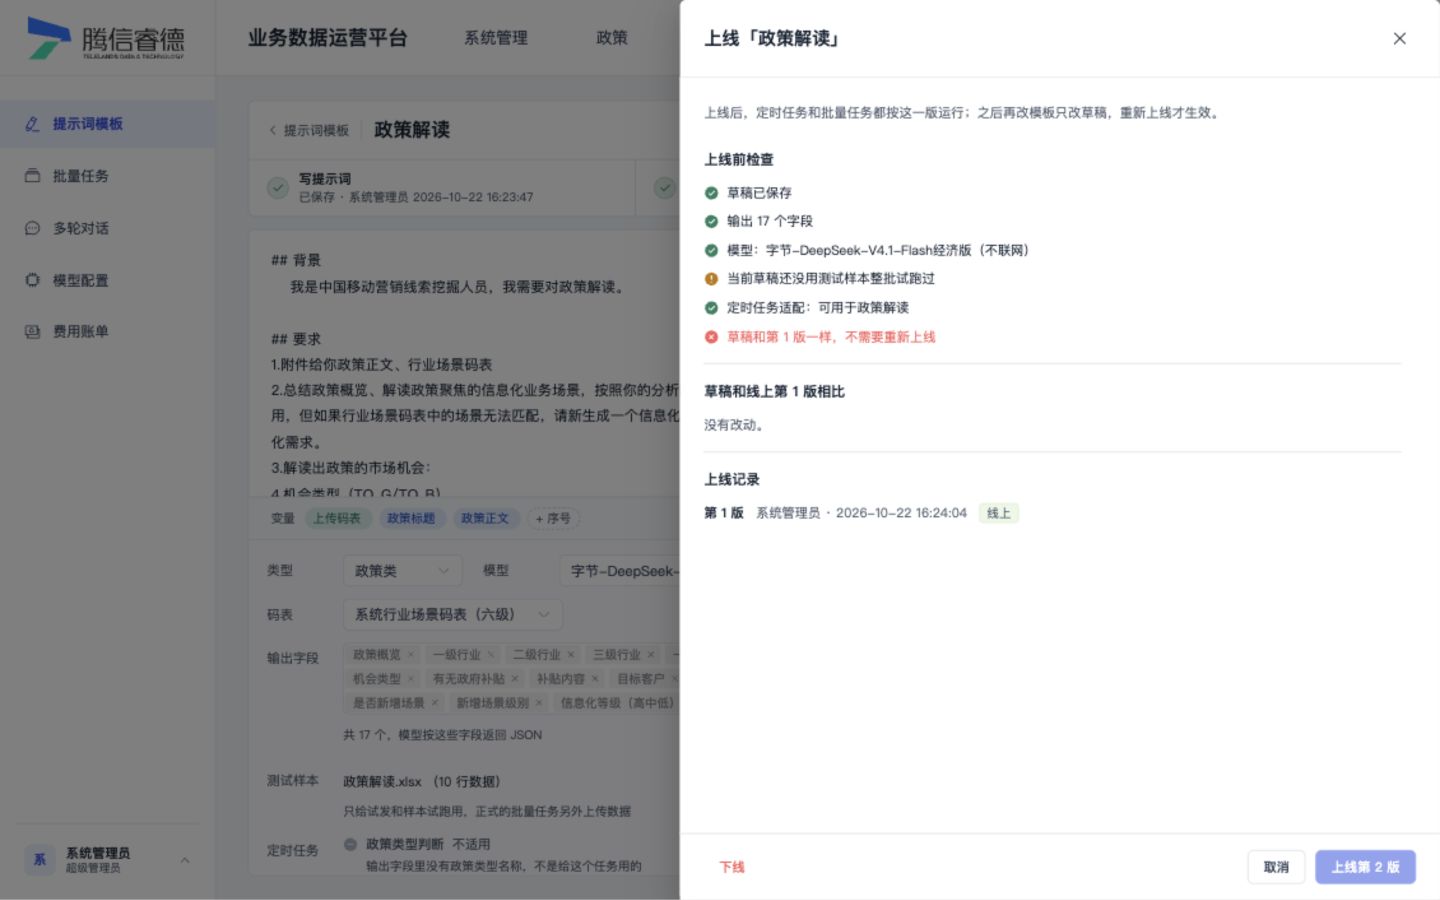 腾信睿德
业务数据运营平台
系统管理
政策
提示词模板
批量任务
多轮对话
模型配置
费用账单
系
系统管理员
超级管理员
提示词模板
政策解读
写提示词
已保存 · 系统管理员 2026-10-22 16:23:47
## 背景
我是中国移动营销线索挖掘人员，我需要对政策解读。
## 要求
1.附件给你政策正文、行业场景码表
2.总结政策概览、解读政策聚焦的信息化业务场景，按照你的分析
用，但如果行业场景码表中的场景无法匹配，请新生成一个信息化
化需求。
3.解读出政策的市场机会：
4.机会类型（TO G/TO B）
变量 上传码表 政策标题 政策正文 + 序号
类型 政策类 模型 字节-DeepSeek-
码表 系统行业场景码表（六级）
输出字段 政策概览 × 一级行业 × 二级行业 × 三级行业 ×
机会类型 × 有无政府补贴 × 补贴内容 × 目标客户 ×
是否新增场景 × 新增场景级别 × 信息化等级（高中低）
共 17 个，模型按这些字段返回 JSON
测试样本 政策解读.xlsx （10 行数据）
只给试发和样本试跑用，正式的批量任务另外上传数据
定时任务 政策类型判断 不适用
输出字段里没有政策类型名称，不是给这个任务用的
上线「政策解读」
上线后，定时任务和批量任务都按这一版运行；之后再改模板只改草稿，重新上线才生效。
上线前检查
草稿已保存
输出 17 个字段
模型：字节-DeepSeek-V4.1-Flash经济版（不联网）
当前草稿还没用测试样本整批试跑过
定时任务适配：可用于政策解读
草稿和第 1 版一样，不需要重新上线
草稿和线上第 1 版相比
没有改动。
上线记录
第 1 版 系统管理员 · 2026-10-22 16:24:04 线上
下线
取消
上线第 2 版